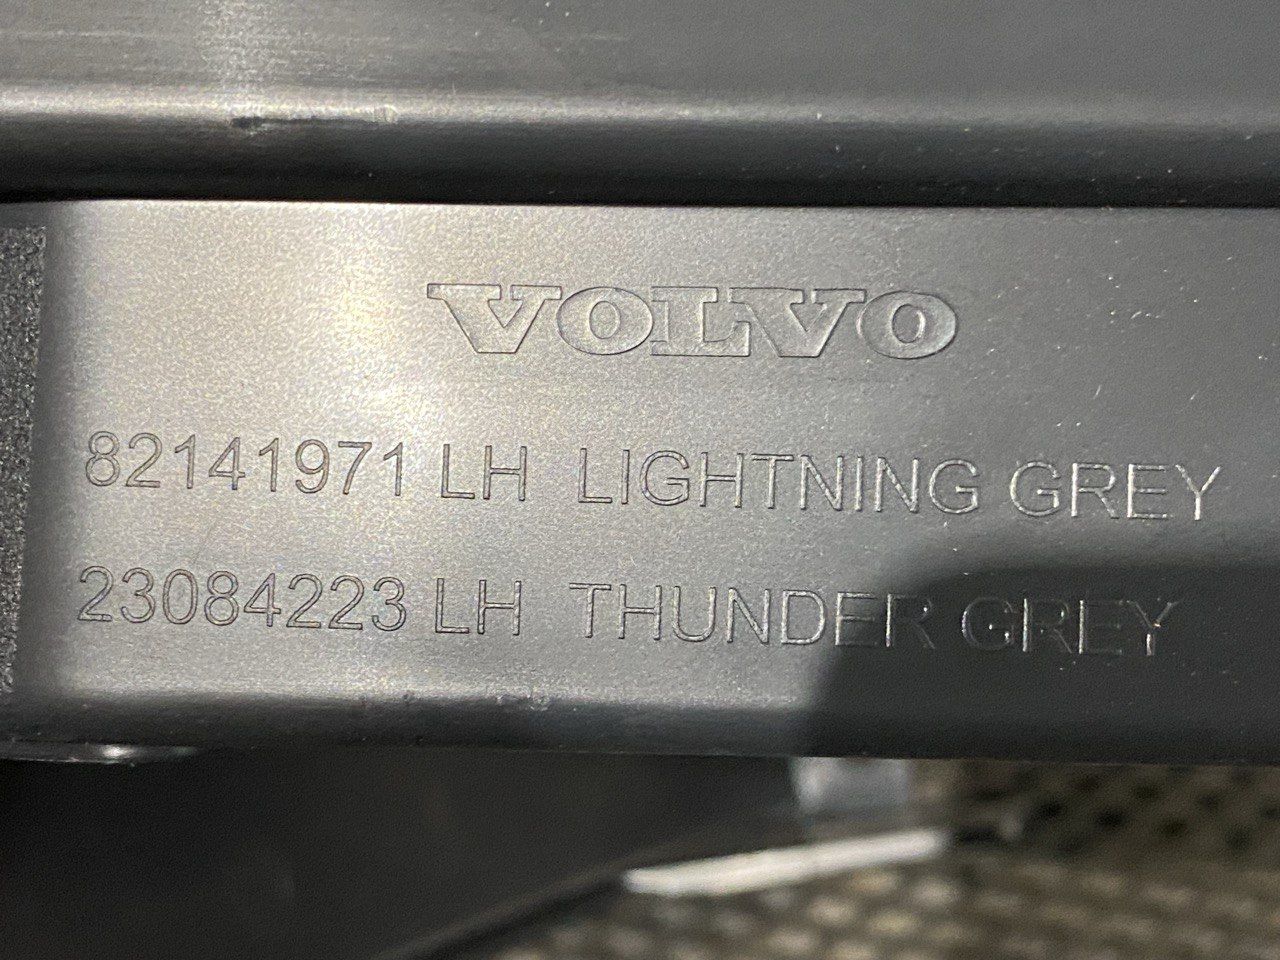 VOLVO
82141971 LH LIGHTNING GREY
23084223 LH THUNDER GREY